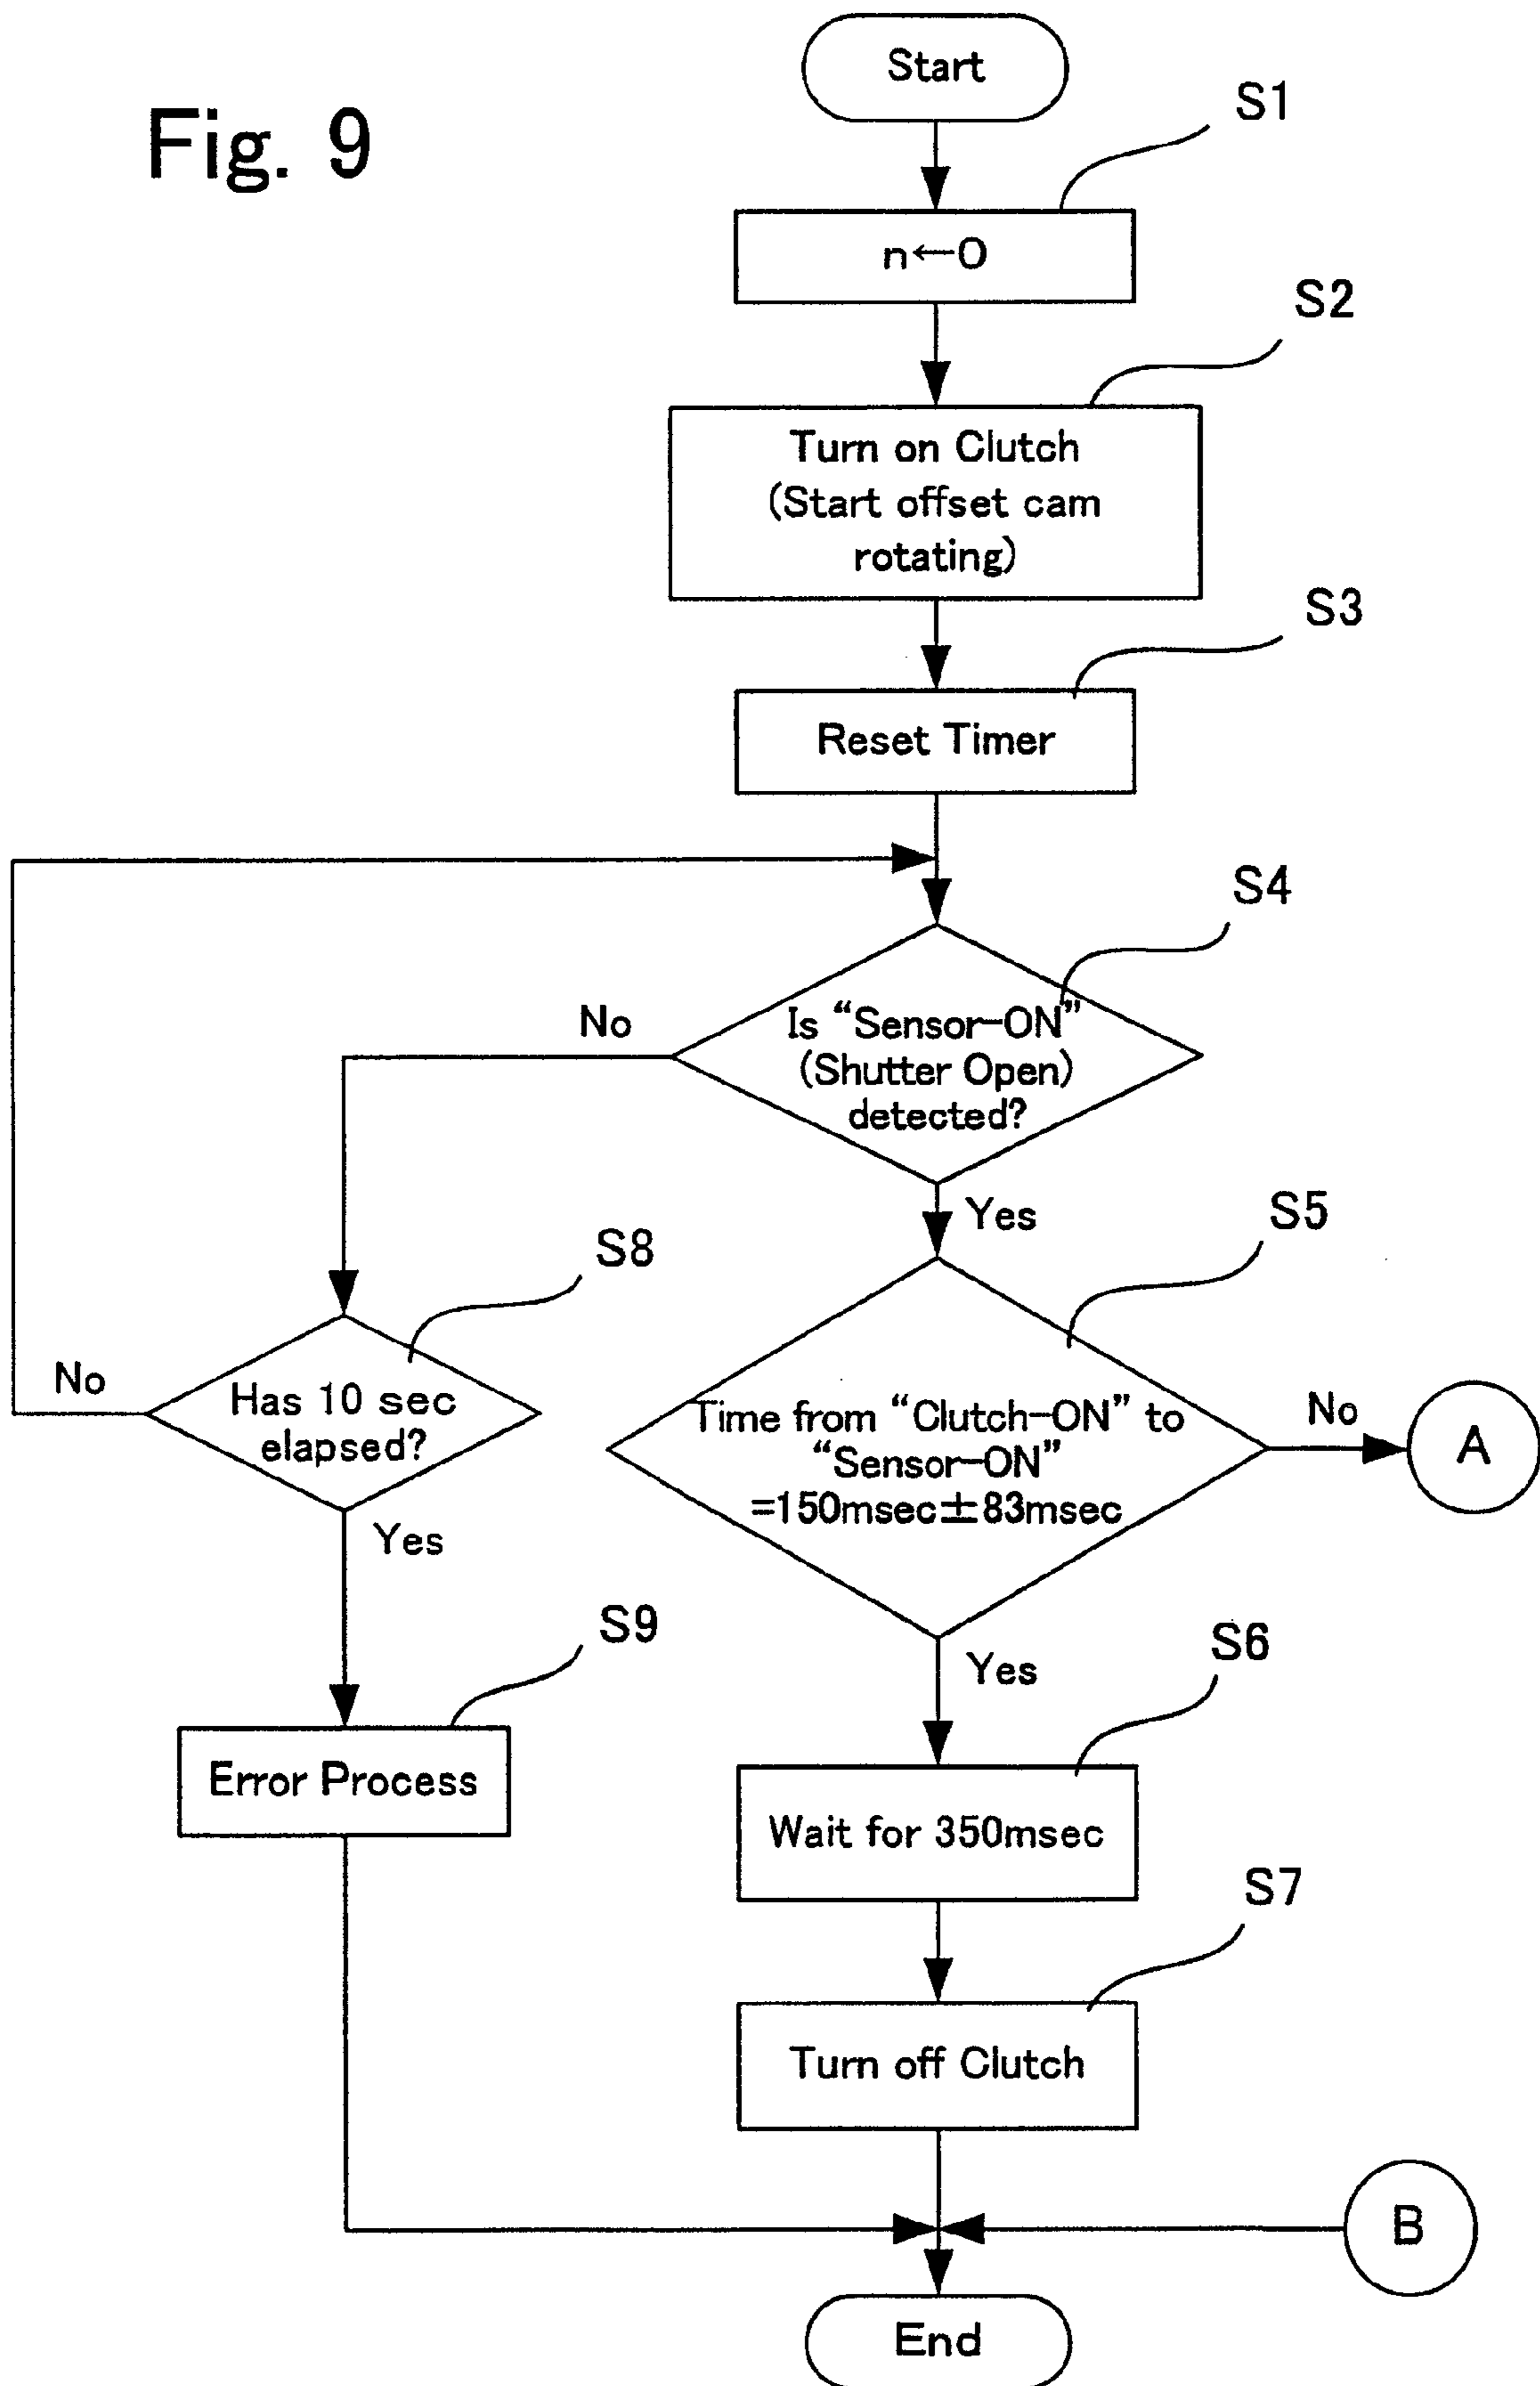 Fig. 9
Start
S1
n←0
S2
Turn on Clutch
(Start offset cam
rotating)
S3
Reset Timer
S4
No
Is “Sensor-ON”
(Shutter Open)
detected?
Yes
S5
S8
No
Has 10 sec
elapsed?
Time from “Clutch-ON” to
“Sensor-ON”
=150msec±83msec
No
A
Yes
S9
Yes
S6
Error Process
Wait for 350msec
S7
Turn off Clutch
B
End